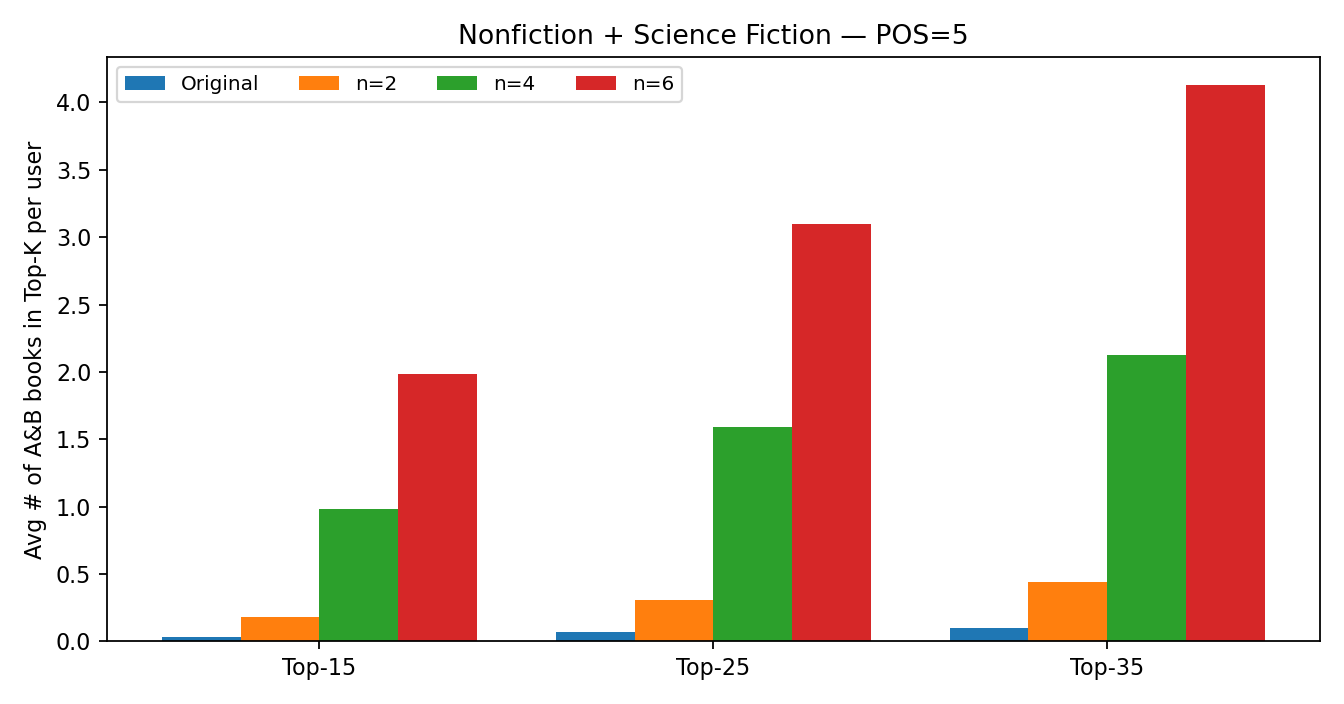 Nonfiction + Science Fiction — POS=5
Original n=2 n=4 n=6
Avg # of A&B books in Top-K per user
4.0
3.5
3.0
2.5
2.0
1.5
1.0
0.5
0.0
Top-15 Top-25 Top-35